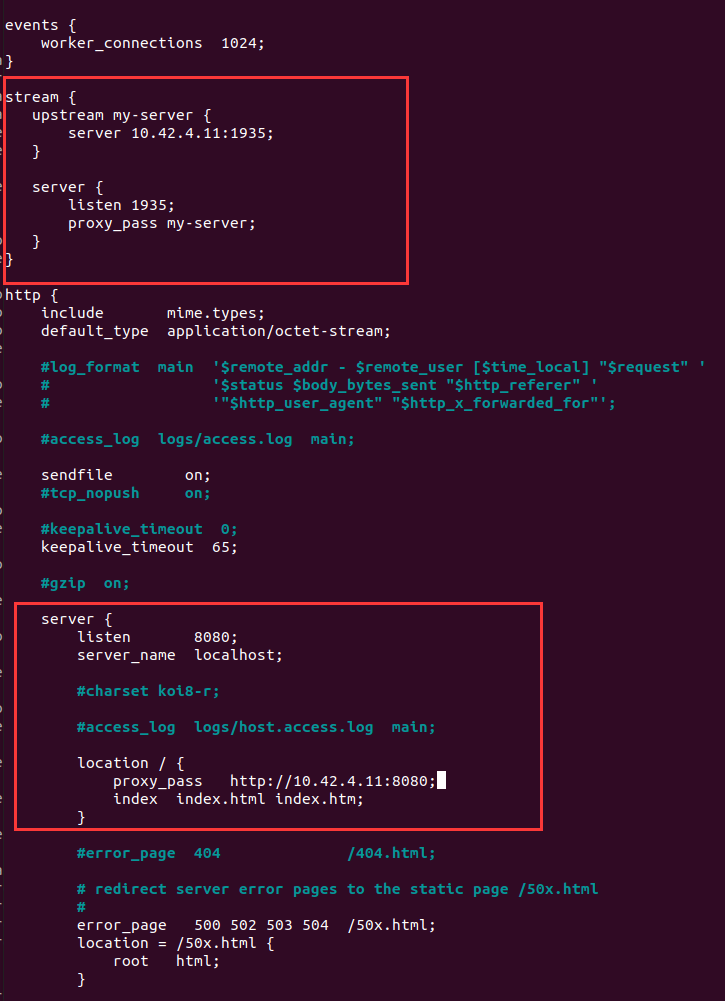 events {
    worker_connections  1024;
}
stream {
   upstream my-server {
       server 10.42.4.11:1935;
   }
   server {
       listen 1935;
       proxy_pass my-server;
   }
}
http {
    include       mime.types;
    default_type  application/octet-stream;
    #log_format  main  '$remote_addr - $remote_user [$time_local] "$request" '
    #                  '$status $body_bytes_sent "$http_referer" '
    #                  '"$http_user_agent" "$http_x_forwarded_for"';
    #access_log  logs/access.log  main;
    sendfile        on;
    #tcp_nopush     on;
    #keepalive_timeout  0;
    keepalive_timeout  65;
    #gzip  on;
    server {
        listen       8080;
        server_name  localhost;
        #charset koi8-r;
        #access_log  logs/host.access.log  main;
        location / {
            proxy_pass   http://10.42.4.11:8080;
            index  index.html index.htm;
        }
        #error_page  404              /404.html;
        # redirect server error pages to the static page /50x.html
        #
        error_page   500 502 503 504  /50x.html;
        location = /50x.html {
            root   html;
        }